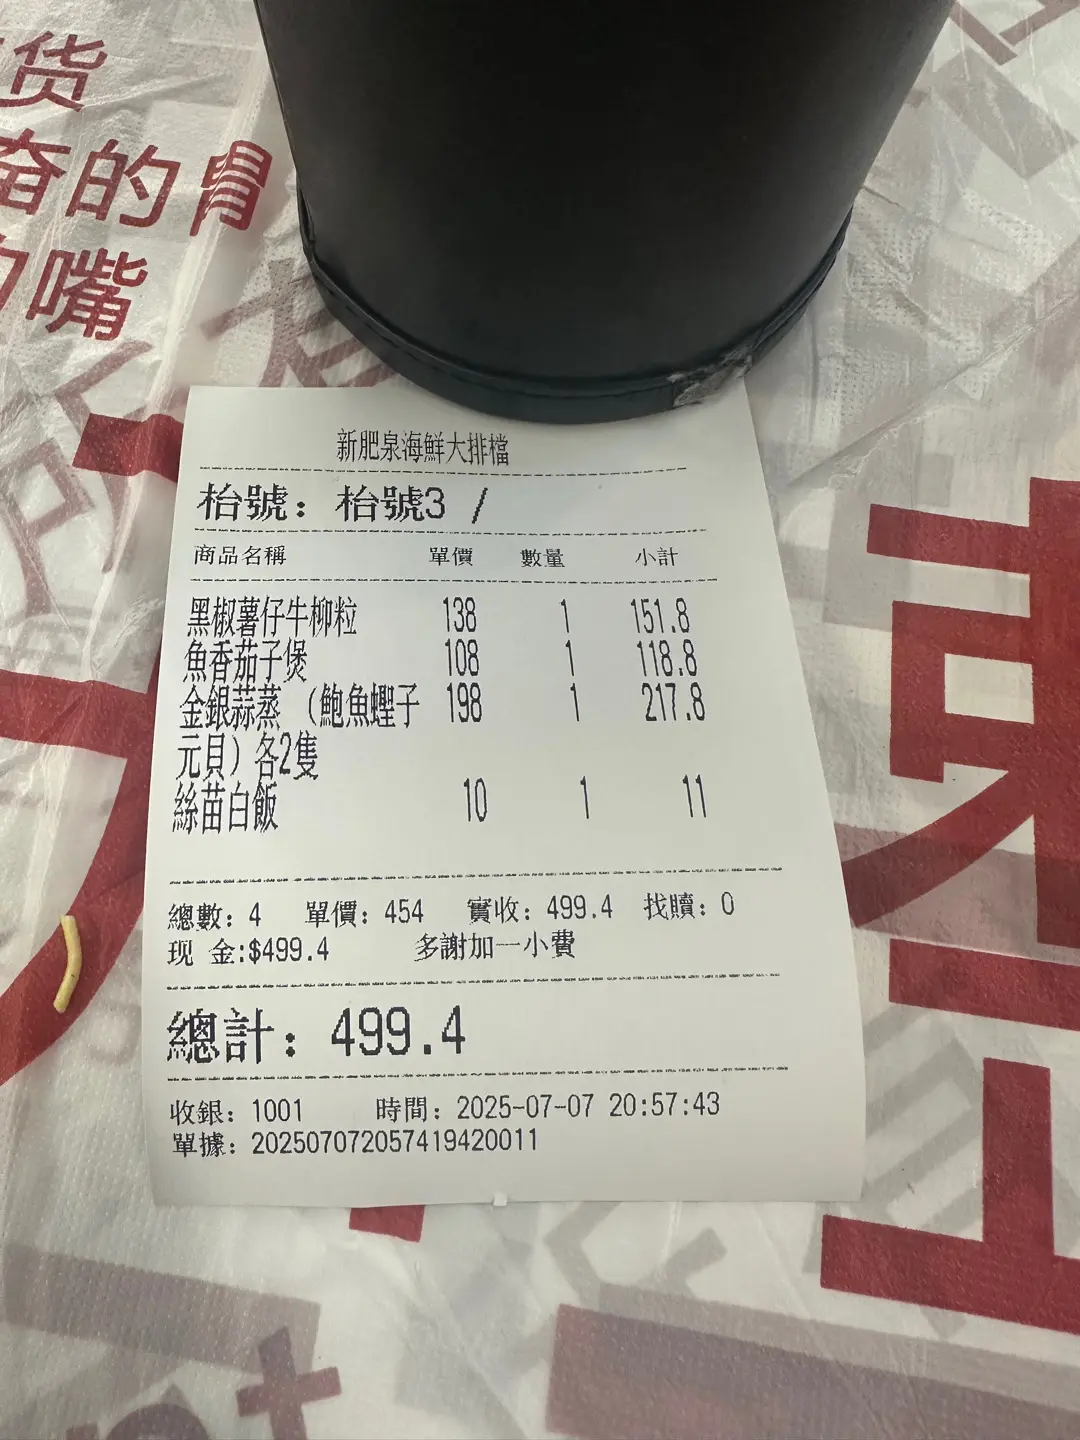 货
奋的胃
的嘴
新肥泉海鮮大排檔
枱號：枱號3 /
商品名稱 單價 數量 小計
黑椒薯仔牛柳粒 138 1 151.8
魚香茄子煲 108 1 118.8
金銀蒜蒸（鮑魚蟶子 198 1 217.8
元貝）各2隻
絲苗白飯 10 1 11
總數：4 單價：454 實收：499.4 找贖：0
现 金:$499.4 多謝加一小費
總計：499.4
收銀：1001 時間：2025-07-07 20:57:43
單據：202507072057419420011